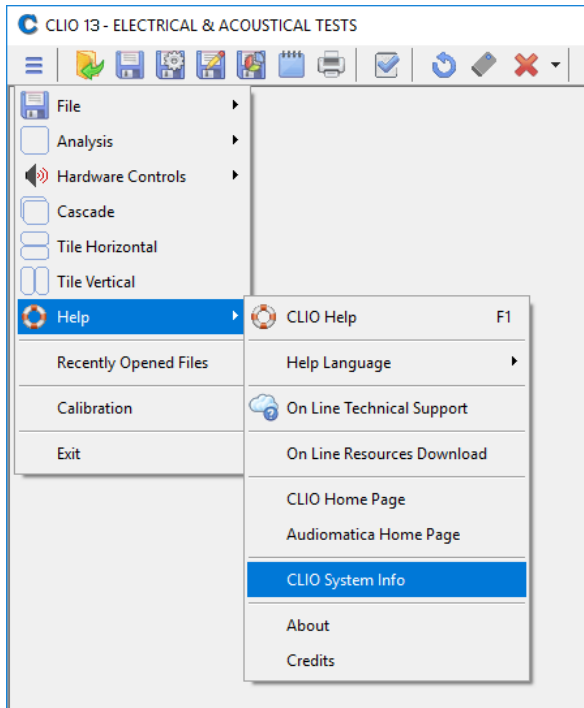 CLIO 13 - ELECTRICAL & ACOUSTICAL TESTS
File
Analysis
Hardware Controls
Cascade
Tile Horizontal
Tile Vertical
Help
Recently Opened Files
Calibration
Exit
CLIO Help F1
Help Language
On Line Technical Support
On Line Resources Download
CLIO Home Page
Audiomatica Home Page
CLIO System Info
About
Credits